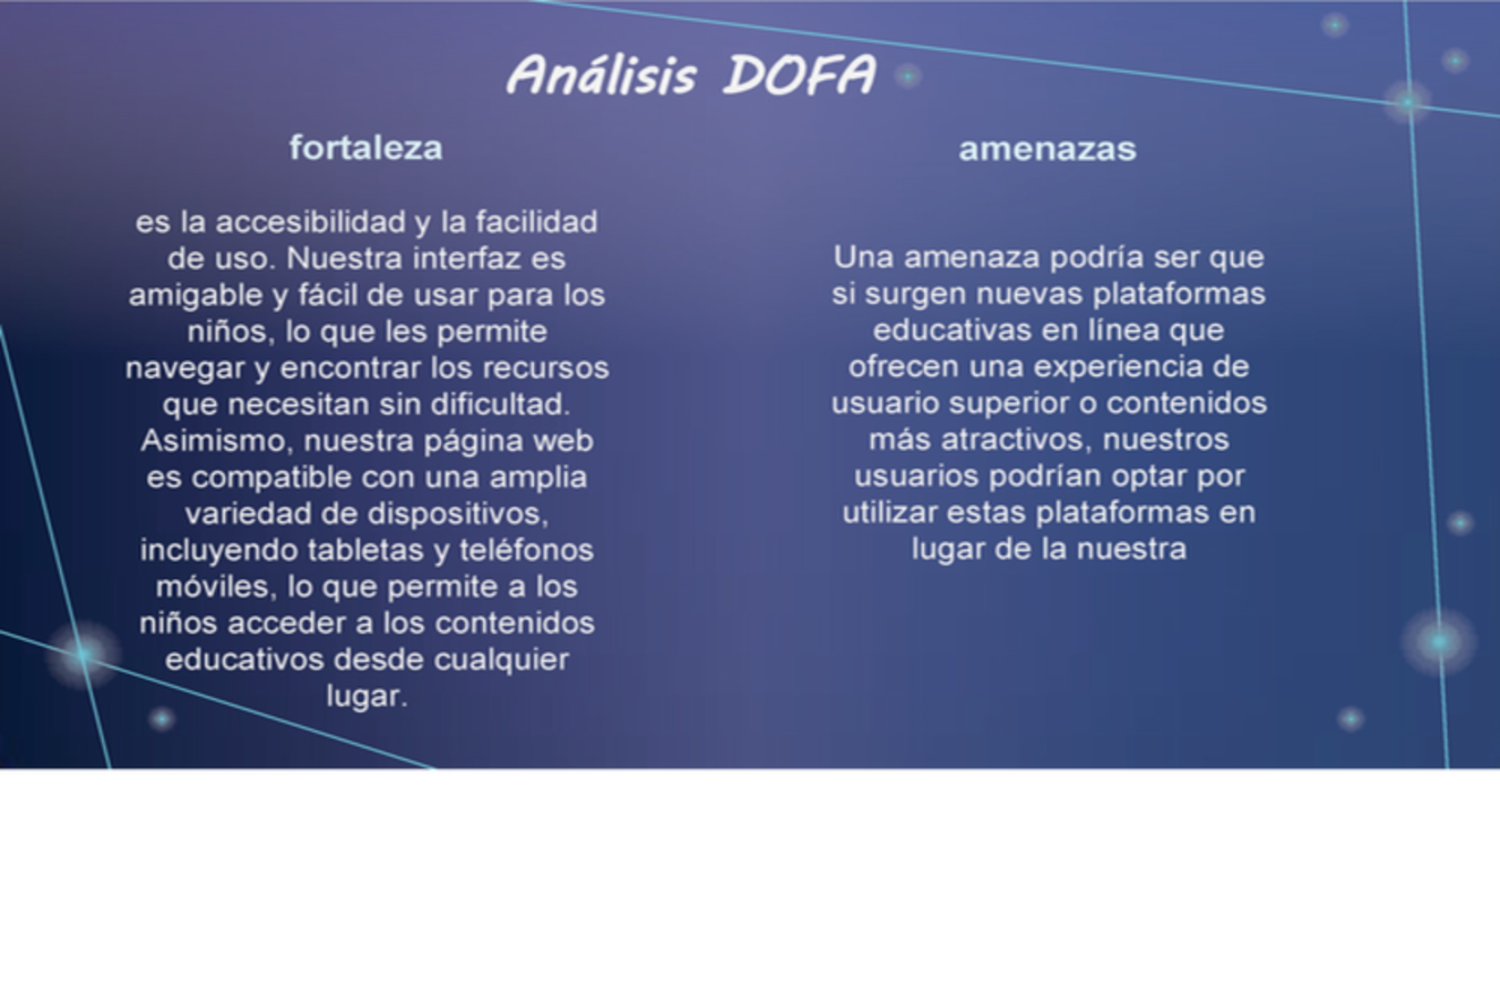 Análisis DOFA
fortaleza
es la accesibilidad y la facilidad
de uso. Nuestra interfaz es
amigable y fácil de usar para los
niños, lo que les permite
navegar y encontrar los recursos
que necesitan sin dificultad.
Asimismo, nuestra página web
es compatible con una amplia
variedad de dispositivos,
incluyendo tabletas y teléfonos
móviles, lo que permite a los
niños acceder a los contenidos
educativos desde cualquier
lugar.
amenazas
Una amenaza podría ser que
si surgen nuevas plataformas
educativas en línea que
ofrecen una experiencia de
usuario superior o contenidos
más atractivos, nuestros
usuarios podrían optar por
utilizar estas plataformas en
lugar de la nuestra